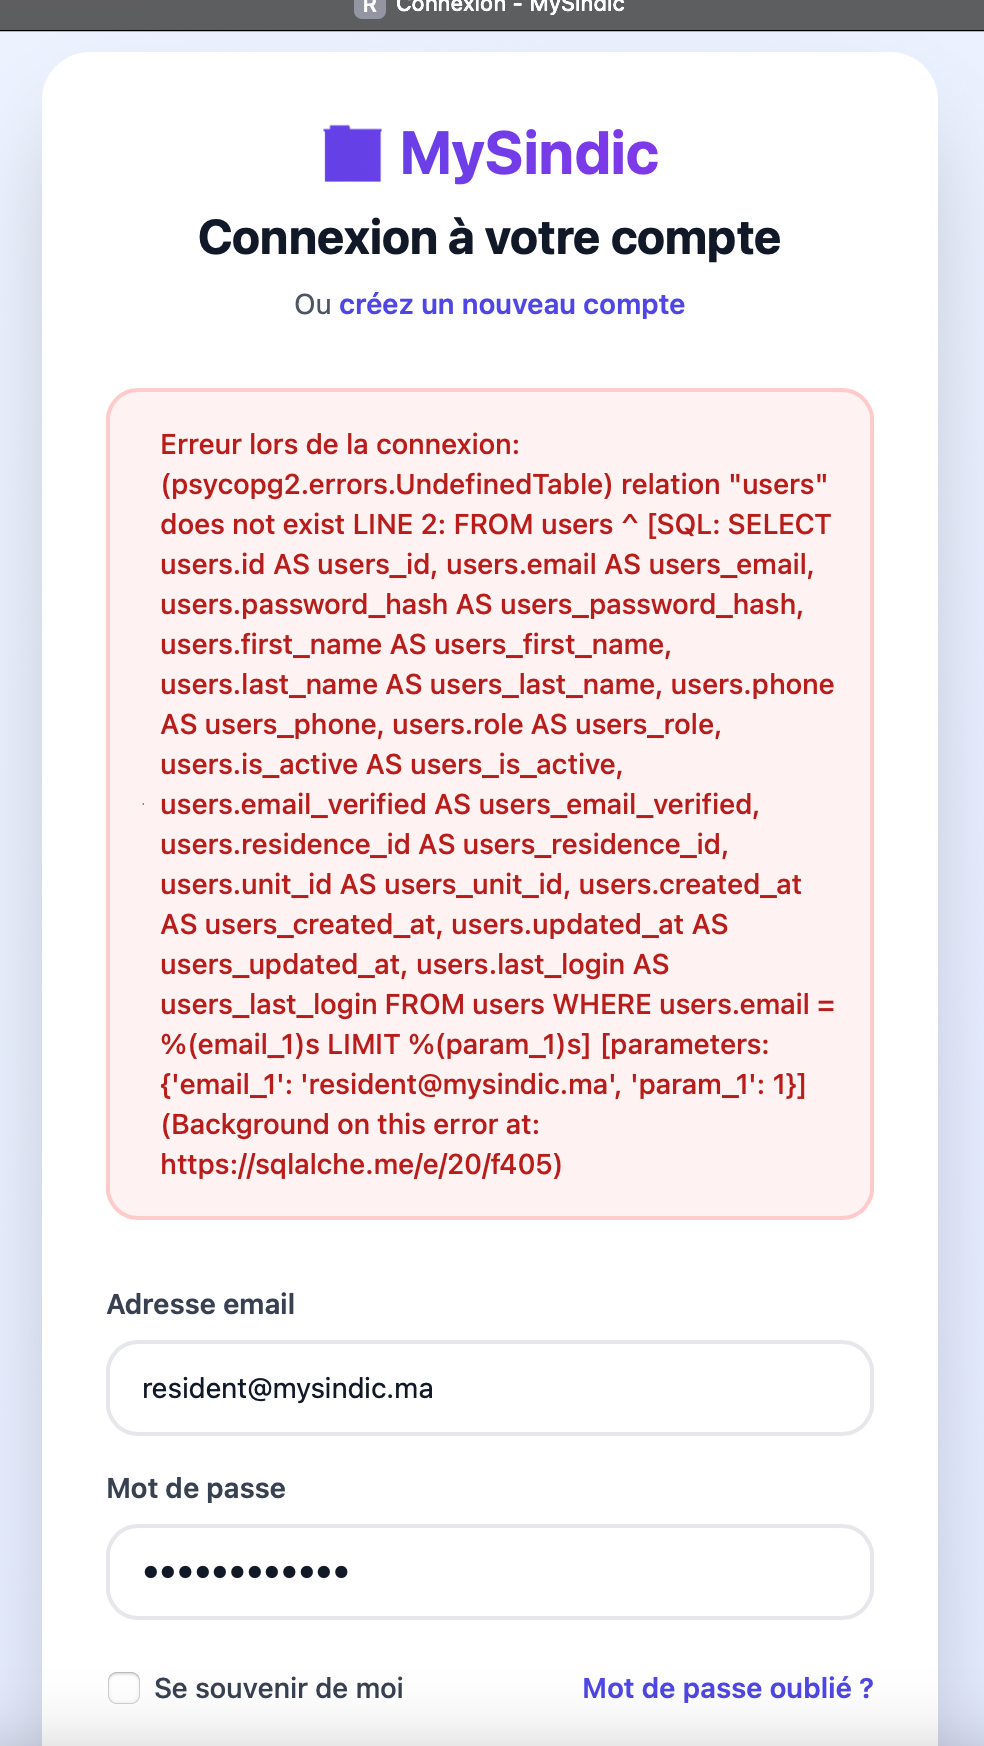 R Connexion - MySindic
MySindic
Connexion à votre compte
Ou créez un nouveau compte
Erreur lors de la connexion:
(psycopg2.errors.UndefinedTable) relation "users"
does not exist LINE 2: FROM users ^ [SQL: SELECT
users.id AS users_id, users.email AS users_email,
users.password_hash AS users_password_hash,
users.first_name AS users_first_name,
users.last_name AS users_last_name, users.phone
AS users_phone, users.role AS users_role,
users.is_active AS users_is_active,
users.email_verified AS users_email_verified,
users.residence_id AS users_residence_id,
users.unit_id AS users_unit_id, users.created_at
AS users_created_at, users.updated_at AS
users_updated_at, users.last_login AS
users_last_login FROM users WHERE users.email =
%(email_1)s LIMIT %(param_1)s] [parameters:
{'email_1': 'resident@mysindic.ma', 'param_1': 1}]
(Background on this error at:
https://sqlalche.me/e/20/f405)
Adresse email
resident@mysindic.ma
Mot de passe
••••••••••••
Se souvenir de moi
Mot de passe oublié ?